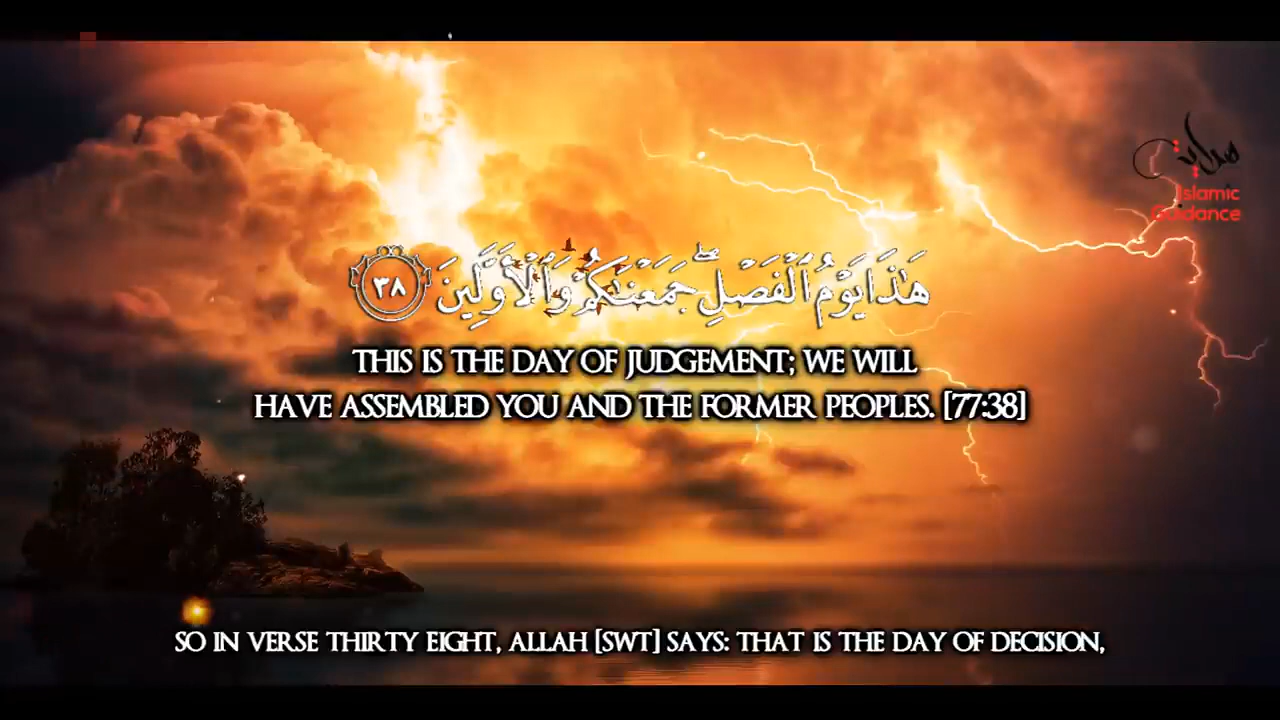 هداية
Islamic
Guidance
هَٰذَا يَوْمُ ٱلْفَصْلِ ۖ جَمَعْنَٰكُمْ وَٱلْأَوَّلِينَ ٣٨
THIS IS THE DAY OF JUDGEMENT; WE WILL
HAVE ASSEMBLED YOU AND THE FORMER PEOPLES. [77:38]
SO IN VERSE THIRTY EIGHT, ALLAH [SWT] SAYS: THAT IS THE DAY OF DECISION,